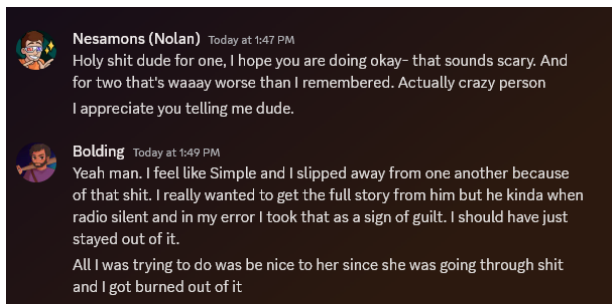 Nesamons (Nolan) Today at 1:47 PM
Holy shit dude for one, I hope you are doing okay- that sounds scary. And
for two that's waaay worse than I remembered. Actually crazy person
I appreciate you telling me dude.
Bolding Today at 1:49 PM
Yeah man. I feel like Simple and I slipped away from one another because
of that shit. I really wanted to get the full story from him but he kinda when
radio silent and in my error I took that as a sign of guilt. I should have just
stayed out of it.
All I was trying to do was be nice to her since she was going through shit
and I got burned out of it